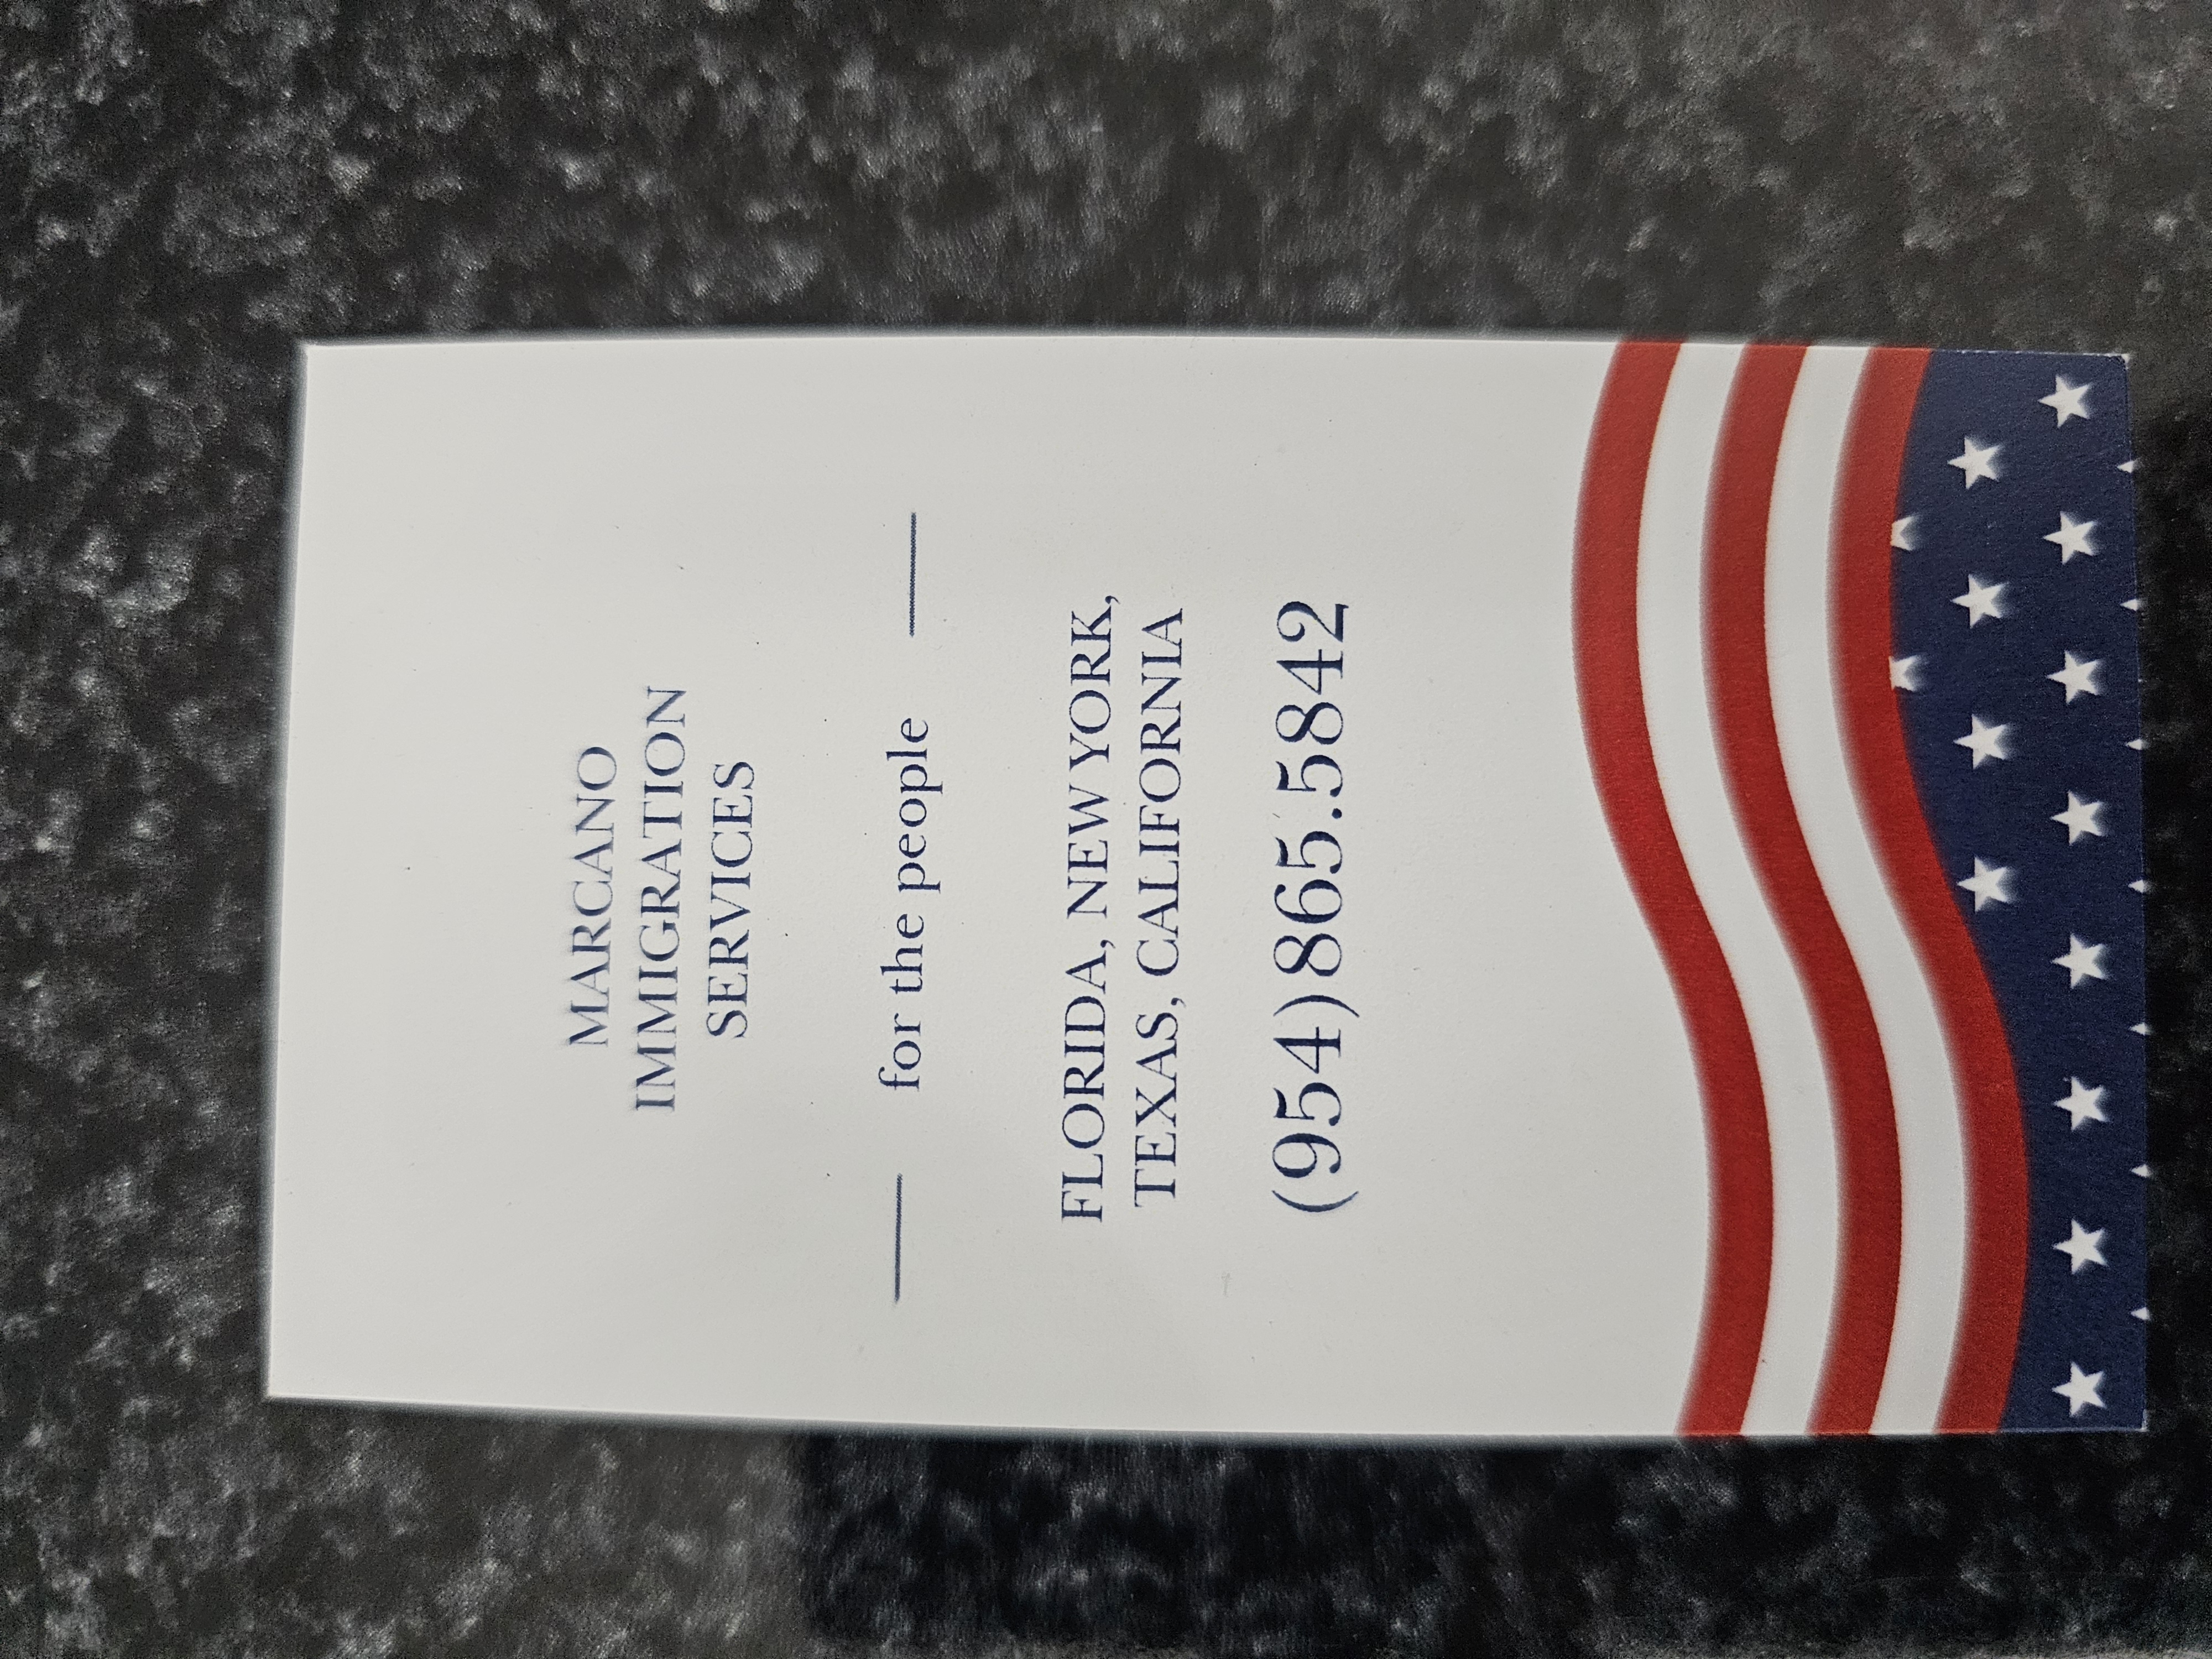 MARCANO
IMMIGRATION
SERVICES
for the people
FLORIDA, NEW YORK,
TEXAS, CALIFORNIA
(954)865.5842